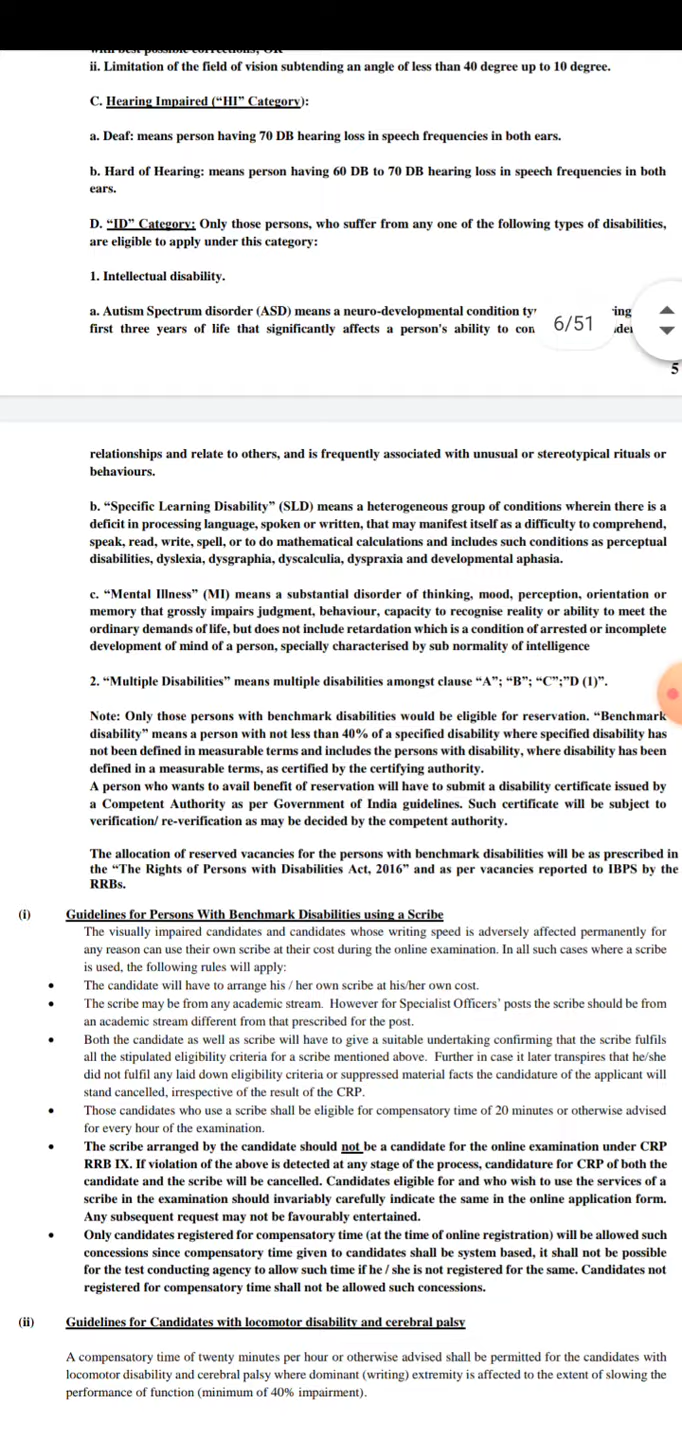 ii. Limitation of the field of vision subtending an angle of less than 40 degree up to 10 degree.
C. Hearing Impaired (“HI” Category):
a. Deaf: means person having 70 DB hearing loss in speech frequencies in both ears.
b. Hard of Hearing: means person having 60 DB to 70 DB hearing loss in speech frequencies in both
ears.
D. “ID” Category: Only those persons, who suffer from any one of the following types of disabilities,
are eligible to apply under this category:
1. Intellectual disability.
a. Autism Spectrum disorder (ASD) means a neuro-developmental condition
first three years of life that significantly affects a person's ability to
6/51
5
relationships and relate to others, and is frequently associated with unusual or stereotypical rituals or
behaviours.
b. “Specific Learning Disability” (SLD) means a heterogeneous group of conditions wherein there is a
deficit in processing language, spoken or written, that may manifest itself as a difficulty to comprehend,
speak, read, write, spell, or to do mathematical calculations and includes such conditions as perceptual
disabilities, dyslexia, dysgraphia, dyscalculia, dyspraxia and developmental aphasia.
c. “Mental Illness” (MI) means a substantial disorder of thinking, mood, perception, orientation or
memory that grossly impairs judgment, behaviour, capacity to recognise reality or ability to meet the
ordinary demands of life, but does not include retardation which is a condition of arrested or incomplete
development of mind of a person, specially characterised by sub normality of intelligence
2. “Multiple Disabilities” means multiple disabilities amongst clause “A”; “B”; “C”;”D (1)”.
Note: Only those persons with benchmark disabilities would be eligible for reservation. “Benchmark
disability” means a person with not less than 40% of a specified disability where specified disability has
not been defined in measurable terms and includes the persons with disability, where disability has been
defined in a measurable terms, as certified by the certifying authority.
A person who wants to avail benefit of reservation will have to submit a disability certificate issued by
a Competent Authority as per Government of India guidelines. Such certificate will be subject to
verification/ re-verification as may be decided by the competent authority.
The allocation of reserved vacancies for the persons with benchmark disabilities will be as prescribed in
the “The Rights of Persons with Disabilities Act, 2016” and as per vacancies reported to IBPS by the
RRBs.
(i) Guidelines for Persons With Benchmark Disabilities using a Scribe
The visually impaired candidates and candidates whose writing speed is adversely affected permanently for
any reason can use their own scribe at their cost during the online examination. In all such cases where a scribe
is used, the following rules will apply:
• The candidate will have to arrange his / her own scribe at his/her own cost.
• The scribe may be from any academic stream. However for Specialist Officers’ posts the scribe should be from
an academic stream different from that prescribed for the post.
• Both the candidate as well as scribe will have to give a suitable undertaking confirming that the scribe fulfils
all the stipulated eligibility criteria for a scribe mentioned above. Further in case it later transpires that he/she
did not fulfil any laid down eligibility criteria or suppressed material facts the candidature of the applicant will
stand cancelled, irrespective of the result of the CRP.
• Those candidates who use a scribe shall be eligible for compensatory time of 20 minutes or otherwise advised
for every hour of the examination.
• The scribe arranged by the candidate should not be a candidate for the online examination under CRP
RRB IX. If violation of the above is detected at any stage of the process, candidature for CRP of both the
candidate and the scribe will be cancelled. Candidates eligible for and who wish to use the services of a
scribe in the examination should invariably carefully indicate the same in the online application form.
Any subsequent request may not be favourably entertained.
• Only candidates registered for compensatory time (at the time of online registration) will be allowed such
concessions since compensatory time given to candidates shall be system based, it shall not be possible
for the test conducting agency to allow such time if he / she is not registered for the same. Candidates not
registered for compensatory time shall not be allowed such concessions.
(ii) Guidelines for Candidates with locomotor disability and cerebral palsy
A compensatory time of twenty minutes per hour or otherwise advised shall be permitted for the candidates with
locomotor disability and cerebral palsy where dominant (writing) extremity is affected to the extent of slowing the
performance of function (minimum of 40% impairment).